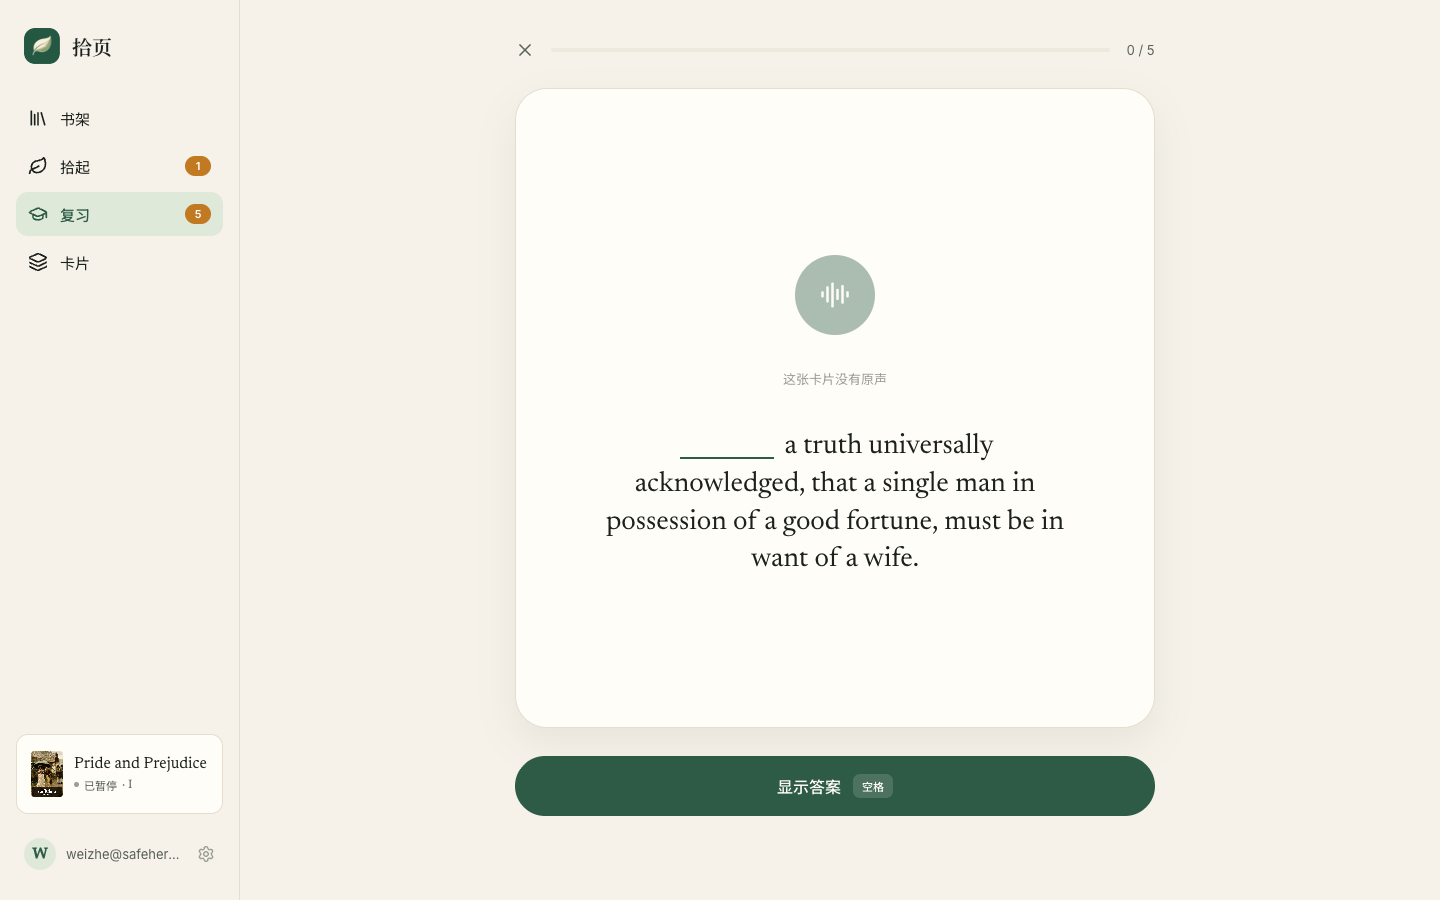 拾页
书架
拾起 1
复习 5
卡片
Pride and Prejudice
已暂停 · I
W weizhe@safeher...
0 / 5
这张卡片没有原声
a truth universally
acknowledged, that a single man in
possession of a good fortune, must be in
want of a wife.
显示答案 空格